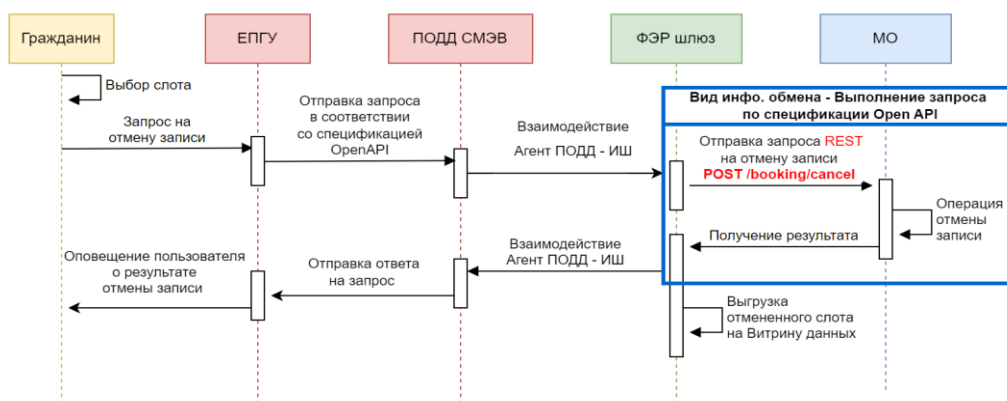 Гражданин
ЕПГУ
ПОДД СМЭВ
ФЭР шлюз
МО
Выбор слота
Запрос на
отмену записи
Отправка запроса
в соответствии
со спецификацией
OpenAPI
Взаимодействие
Агент ПОДД - ИШ
Вид инфо. обмена - Выполнение запроса
по спецификации Open API
Отправка запроса REST
на отмену записи
POST /booking/cancel
Операция
отмены
записи
Получение результата
Взаимодействие
Агент ПОДД - ИШ
Отправка ответа
на запрос
Оповещение пользователя
о результате
отмены записи
Выгрузка
отмененного слота
на Витрину данных